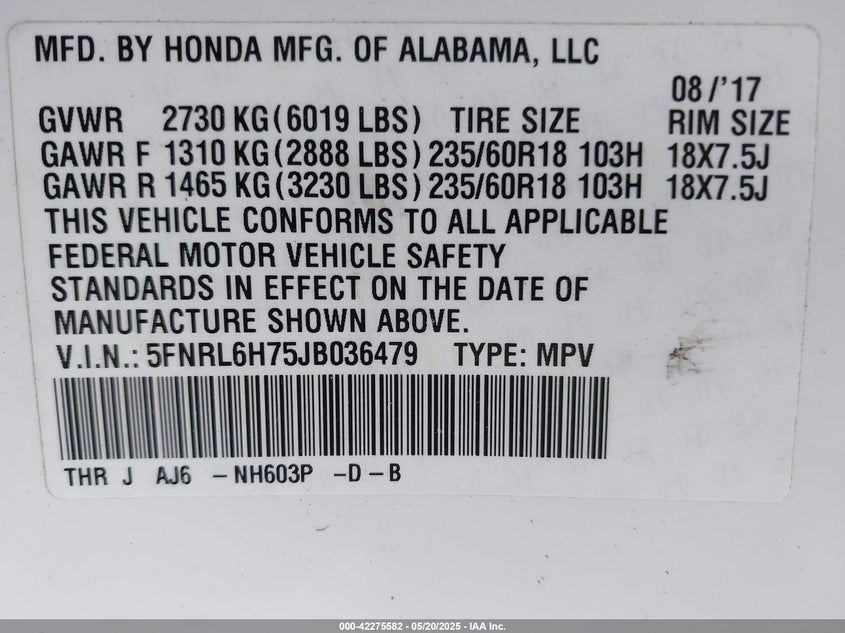 MFD. BY HONDA MFG. OF ALABAMA, LLC
08/'17
GVWR 2730 KG(6019 LBS) TIRE SIZE RIM SIZE
GAWR F 1310 KG(2888 LBS) 235/60R18 103H 18X7.5J
GAWR R 1465 KG(3230 LBS) 235/60R18 103H 18X7.5J
THIS VEHICLE CONFORMS TO ALL APPLICABLE
FEDERAL MOTOR VEHICLE SAFETY
STANDARDS IN EFFECT ON THE DATE OF
MANUFACTURE SHOWN ABOVE.
V.I.N.: 5FNRL6H75JB036479 TYPE: MPV
THR J AJ6 -NH603P -D-B
000-42275582 - 05/20/2025 - IAA Inc.